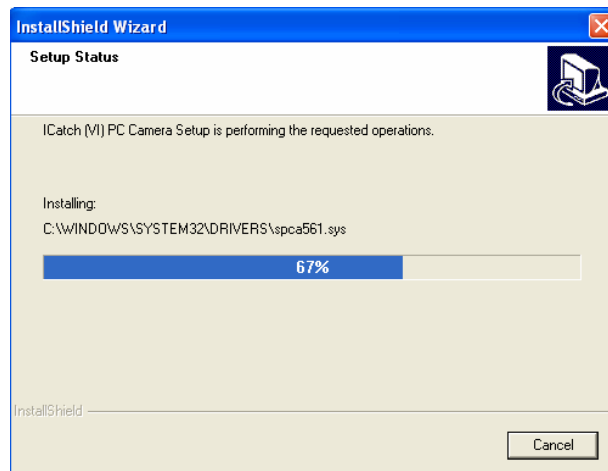 InstallShield Wizard
Setup Status
ICatch (VI) PC Camera Setup is performing the requested operations.
Installing:
C:\WINDOWS\SYSTEM32\DRIVERS\spca561.sys
67%
InstallShield
Cancel